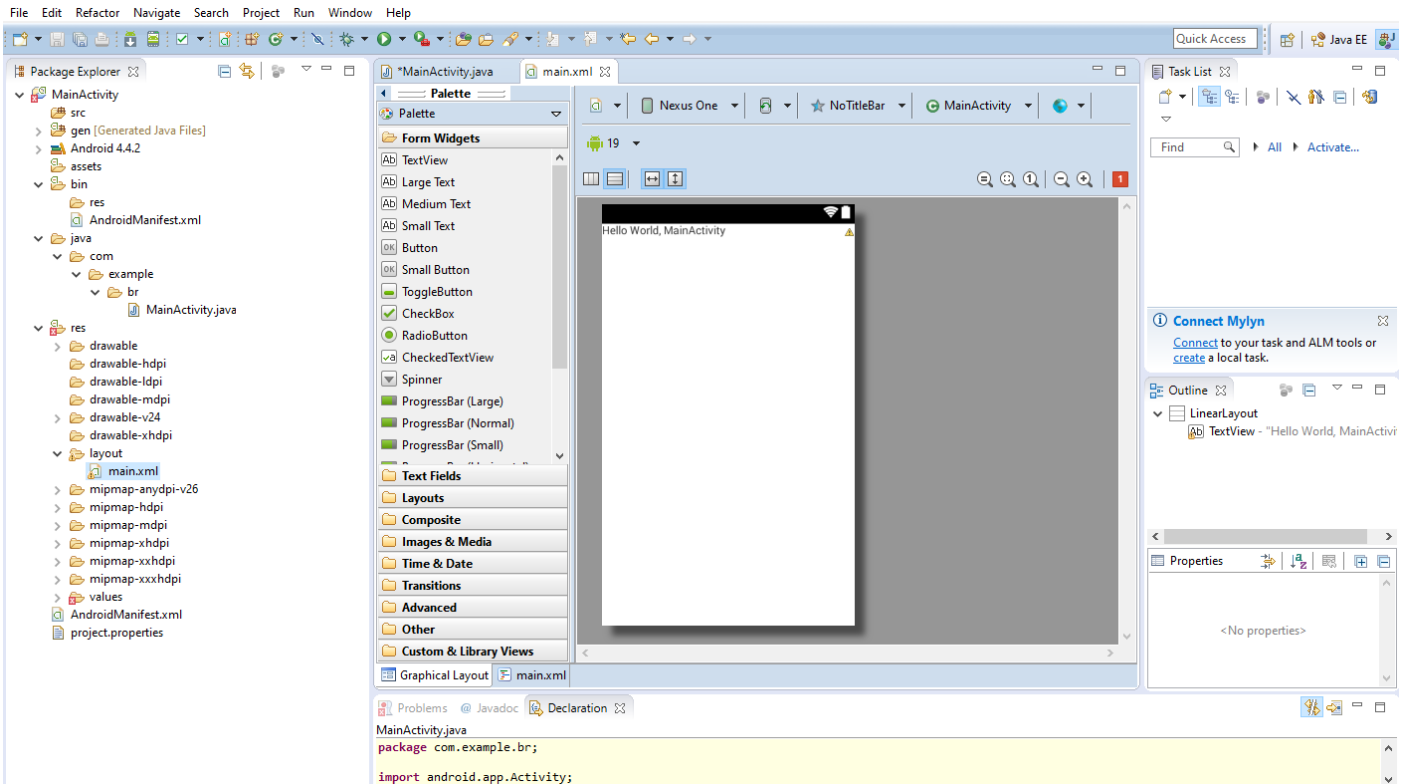 File Edit Refactor Navigate Search Project Run Window Help
Quick Access
Java EE
Package Explorer
MainActivity
src
gen [Generated Java Files]
Android 4.4.2
assets
bin
res
AndroidManifest.xml
java
com
example
br
MainActivity.java
res
drawable
drawable-hdpi
drawable-ldpi
drawable-mdpi
drawable-v24
drawable-xhdpi
layout
main.xml
mipmap-anydpi-v26
mipmap-hdpi
mipmap-mdpi
mipmap-xhdpi
mipmap-xxhdpi
mipmap-xxxhdpi
values
AndroidManifest.xml
project.properties
*MainActivity.java
main.xml
Palette
Palette
Form Widgets
Ab TextView
Ab Large Text
Ab Medium Text
Ab Small Text
OK Button
OK Small Button
ToggleButton
CheckBox
RadioButton
CheckedTextView
Spinner
ProgressBar (Large)
ProgressBar (Normal)
ProgressBar (Small)
Text Fields
Layouts
Composite
Images & Media
Time & Date
Transitions
Advanced
Other
Custom & Library Views
Graphical Layout
main.xml
Nexus One
NoTitleBar
MainActivity
19
1
Hello World, MainActivity
Task List
Find
All
Activate...
Connect Mylyn
Connect to your task and ALM tools or
create a local task.
Outline
LinearLayout
Ab TextView - "Hello World, MainActivi
Properties
<No properties>
Problems @ Javadoc Declaration
MainActivity.java
package com.example.br;
import android.app.Activity;